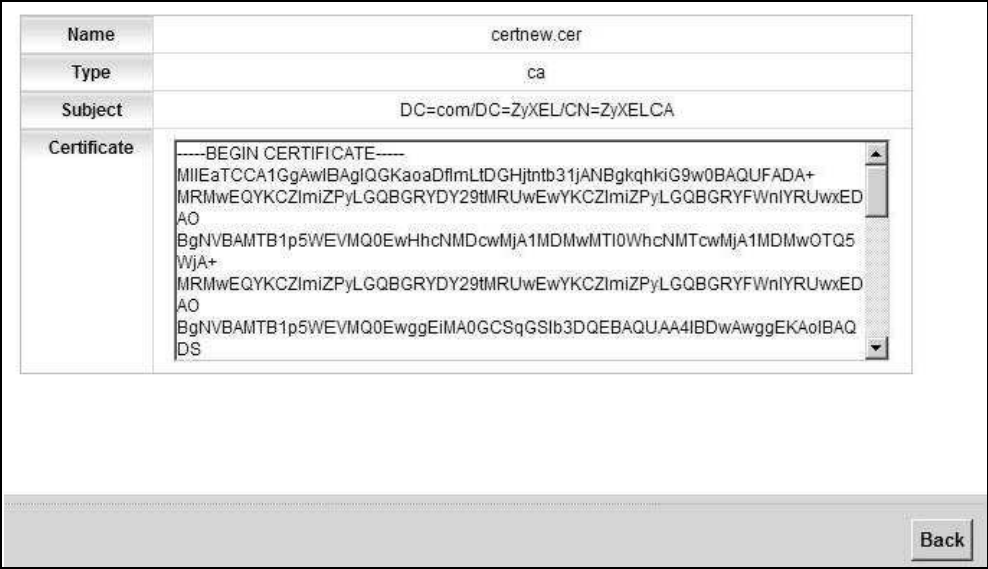 Name certnew.cer
Type ca
Subject DC=com/DC=ZyXEL/CN=ZyXELCA
Certificate
-----BEGIN CERTIFICATE-----
MIIEaTCCA1GgAwIBAgIQGKaoaDflmLtDGHjtntb31jANBgkqhkiG9w0BAQUFADA+
MRMwEQYKCZImiZPyLGQBGRYDY29tMRUwEwYKCZImiZPyLGQBGRYFWnlYRUwxED
AO
BgNVBAMTB1p5WEVMQ0EwHhcNMDcwMjA1MDMwMTI0WhcNMTcwMjA1MDMwOTQ5
WjA+
MRMwEQYKCZImiZPyLGQBGRYDY29tMRUwEwYKCZImiZPyLGQBGRYFWnlYRUwxED
AO
BgNVBAMTB1p5WEVMQ0EwggEiMA0GCSqGSIb3DQEBAQUAA4IBDwAwggEKAoIBAQ
DS
Back